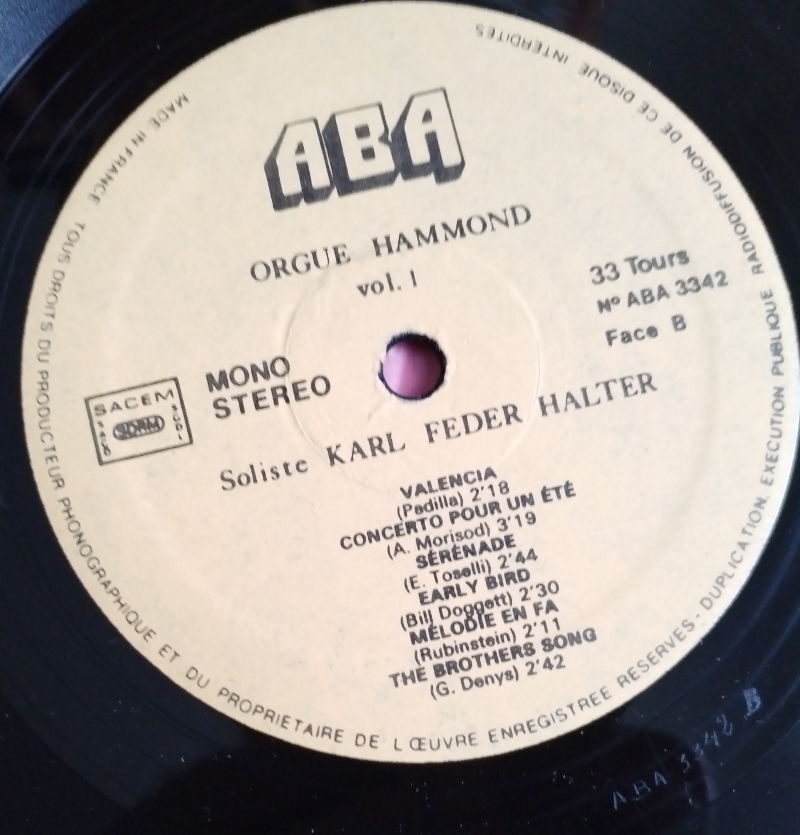 ABA
ORGUE HAMMOND
vol. 1
33 Tours
Nº ABA 3342
Face B
MONO
STEREO
SACEM
SDRM
Soliste KARL FEDER HALTER
VALENCIA
(Padilla) 2'18
CONCERTO POUR UN ÉTÉ
(A. Morisod) 3'19
SÉRÉNADE
(E. Toselli) 2'44
EARLY BIRD
(Bill Doggett) 2'30
MÉLODIE EN FA
(Rubinstein) 2'11
THE BROTHERS SONG
(G. Denys) 2'42
MADE IN FRANCE TOUS DROITS DU PRODUCTEUR PHONOGRAPHIQUE ET DU PROPRIETAIRE DE L ŒUVRE ENREGISTREE RESERVES - DUPLICATION, EXECUTION PUBLIQUE RADIODIFFUSION DE CE DISQUE INTERDITES
ABA 3342 B